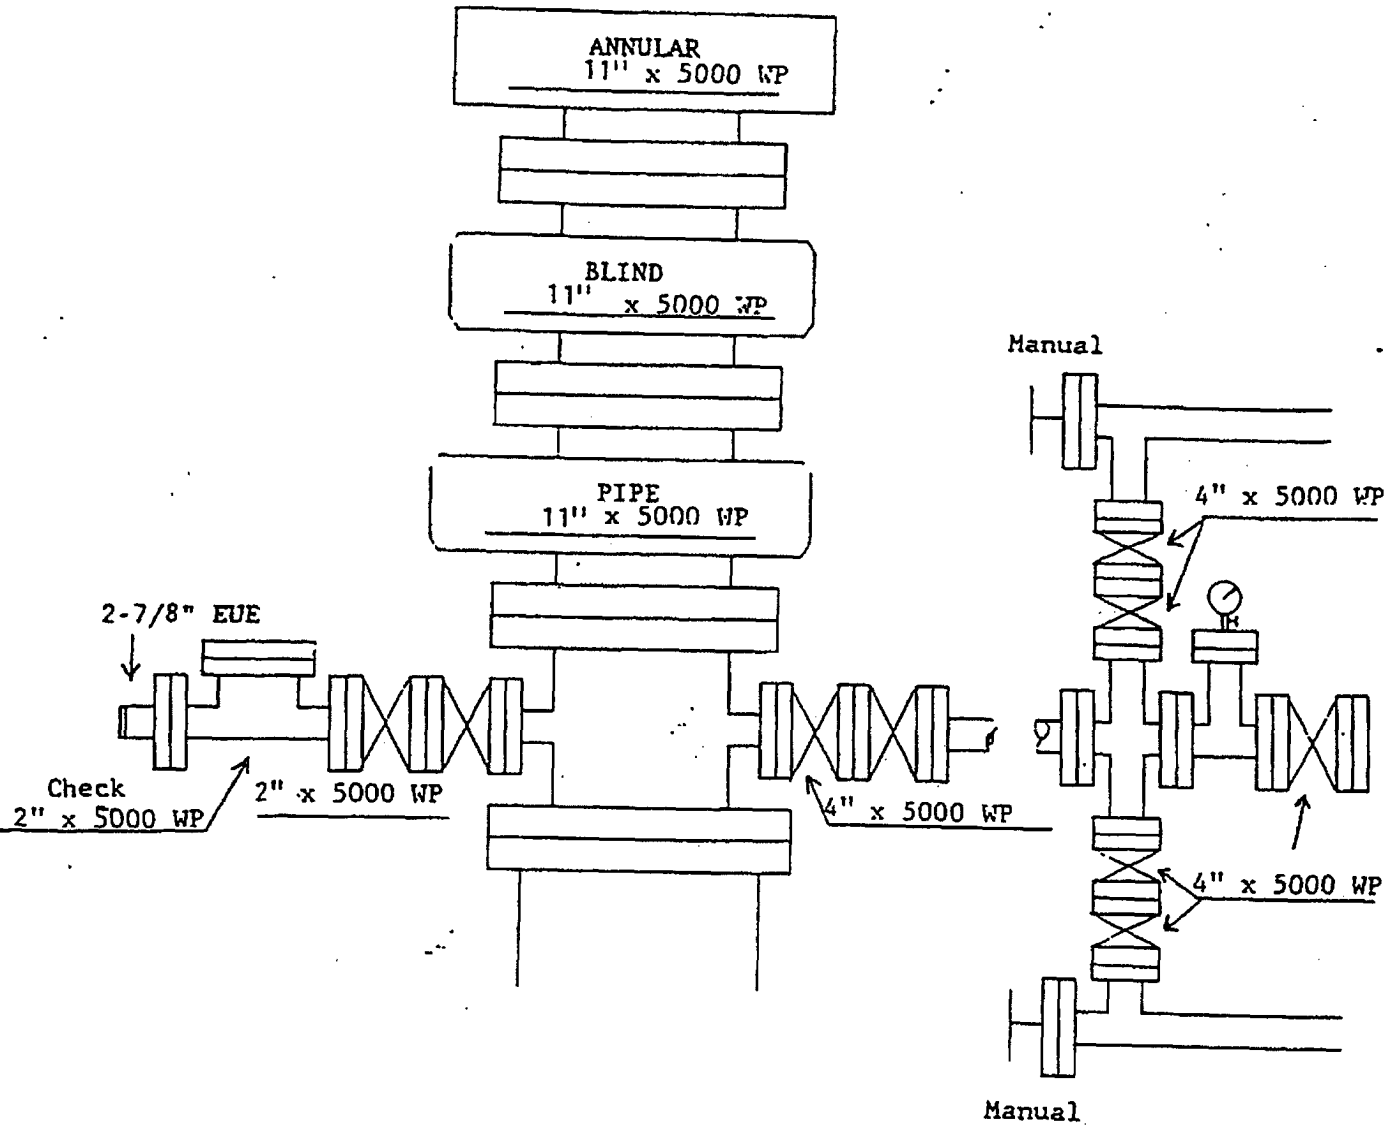 ANNULAR
11" x 5000 WP
BLIND
11" x 5000 WP
Manual
PIPE
11" x 5000 WP
4" x 5000 WP
2-7/8" EUE
Check
2" x 5000 WP
2" x 5000 WP
4" x 5000 WP
4" x 5000 WP
Manual